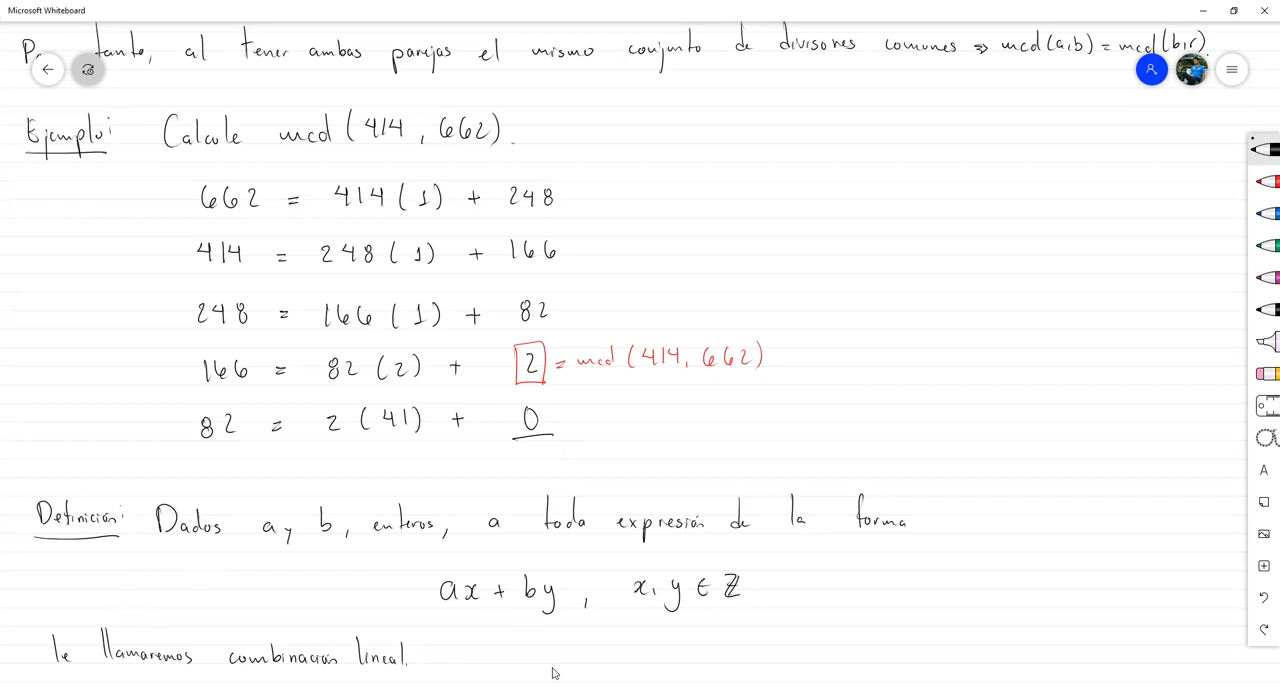 Microsoft Whiteboard
tanto, al tener ambas parejas el mismo conjunto de divisores comunes ⇒ mcd(a,b) = mcd(b,r).
Ejemplo: Calcule mcd (414, 662).
662 = 414(1) + 248
414 = 248(1) + 166
248 = 166(1) + 82
166 = 82(2) + 2 = mcd (414, 662)
82 = 2(41) + 0
Definición: Dados a y b, enteros, a toda expresión de la forma
ax + by, x, y ∈ ℤ
le llamaremos combinación lineal.
A